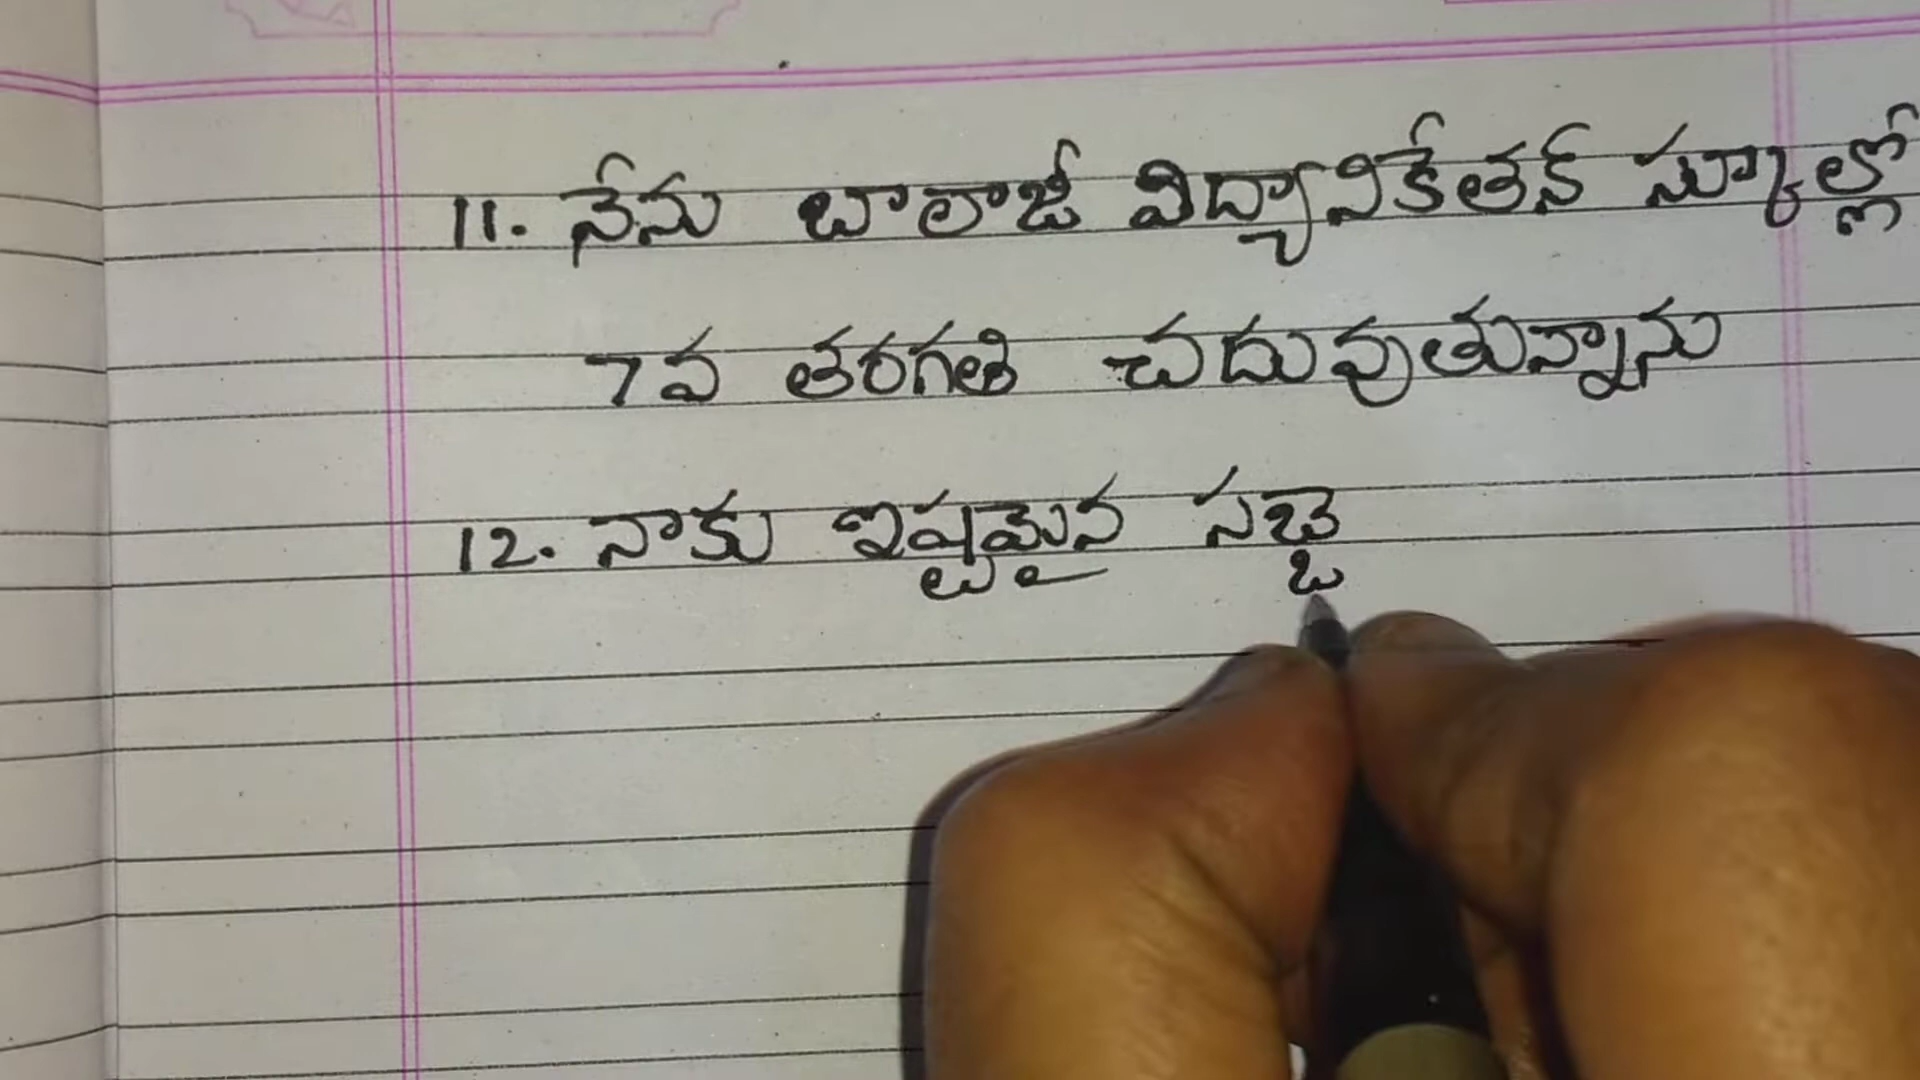 11. నేను బాలాజీ విద్యానికేతన్ స్కూల్లో
7వ తరగతి చదువుతున్నాను
12. నాకు ఇష్టమైన సబ్జె